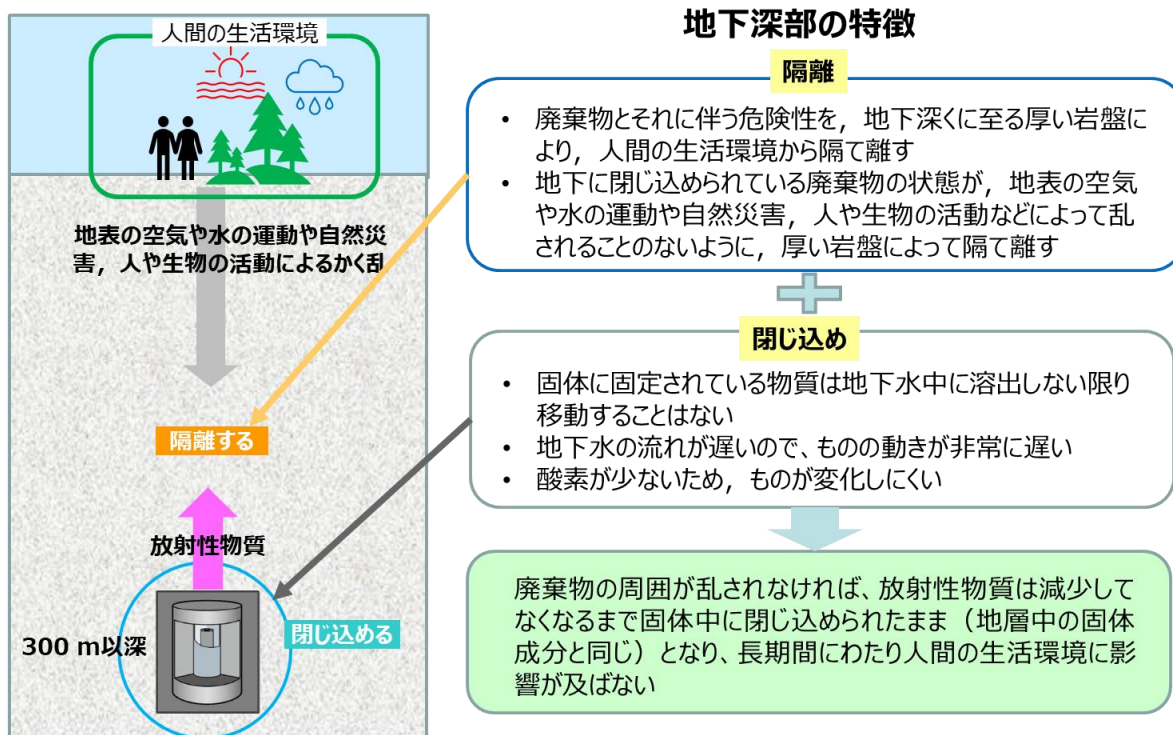 人間の生活環境
地表の空気や水の運動や自然災
害，人や生物の活動によるかく乱
隔離する
放射性物質
300 m以深
閉じ込める
地下深部の特徴
隔離
• 廃棄物とそれに伴う危険性を，地下深くに至る厚い岩盤に
より，人間の生活環境から隔て離す
• 地下に閉じ込められている廃棄物の状態が，地表の空気
や水の運動や自然災害，人や生物の活動などによって乱
されることのないように，厚い岩盤によって隔て離す
閉じ込め
• 固体に固定されている物質は地下水中に溶出しない限り
移動することはない
• 地下水の流れが遅いので、ものの動きが非常に遅い
• 酸素が少ないため，ものが変化しにくい
廃棄物の周囲が乱されなければ、放射性物質は減少して
なくなるまで固体中に閉じ込められたまま（地層中の固体
成分と同じ）となり、長期間にわたり人間の生活環境に影
響が及ばない